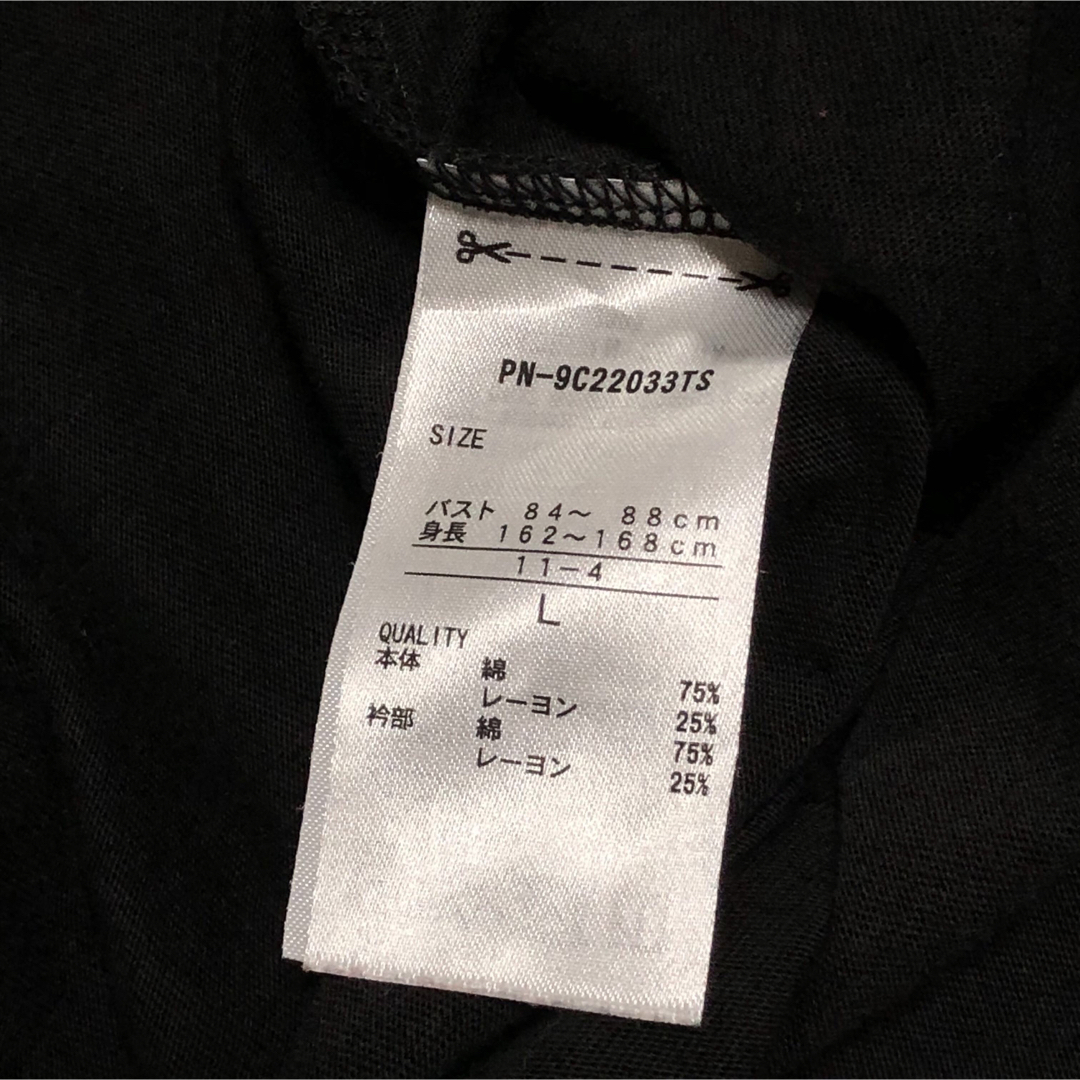 PN-9C22033TS
SIZE
バスト 84～ 88cm
身長 162～168cm
11-4
L
QUALITY
本体 綿 75%
レーヨン 25%
衿部 綿 75%
レーヨン 25%